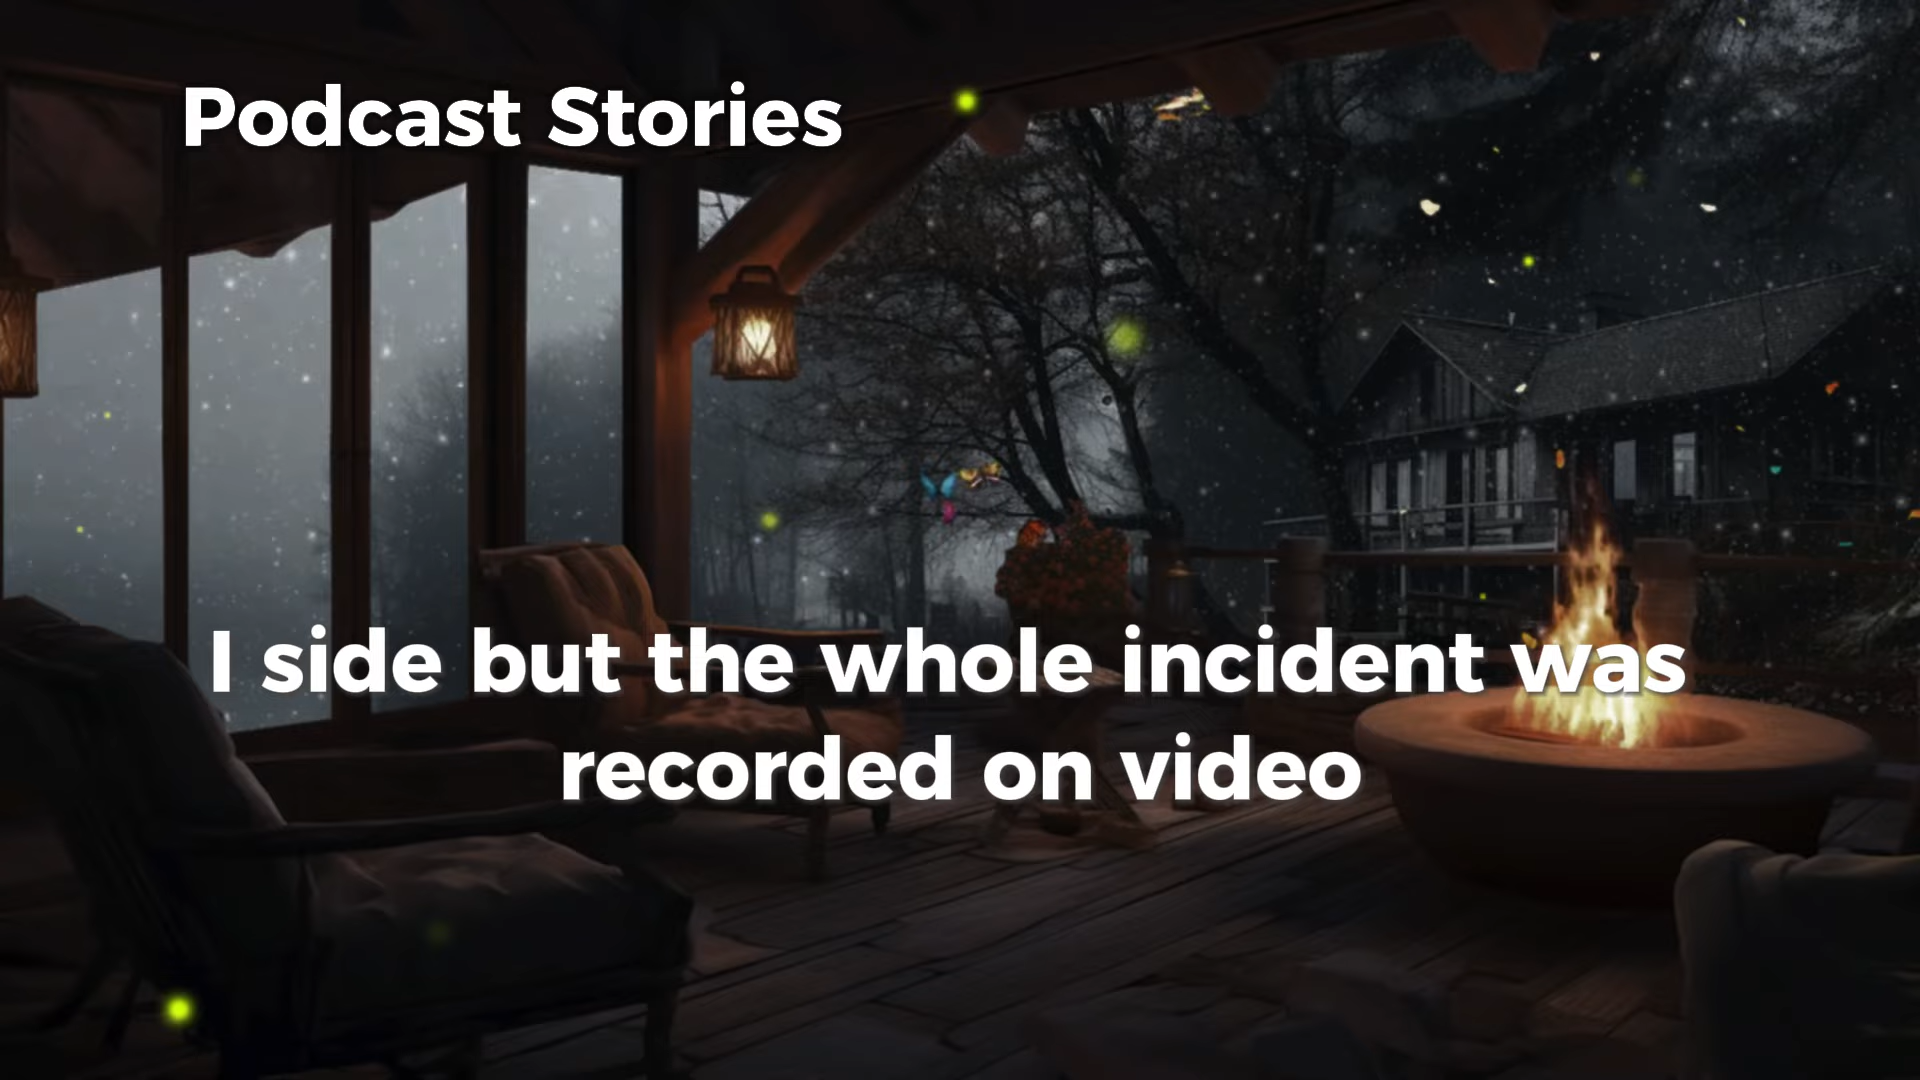 Podcast Stories
I side but the whole incident was
recorded on video